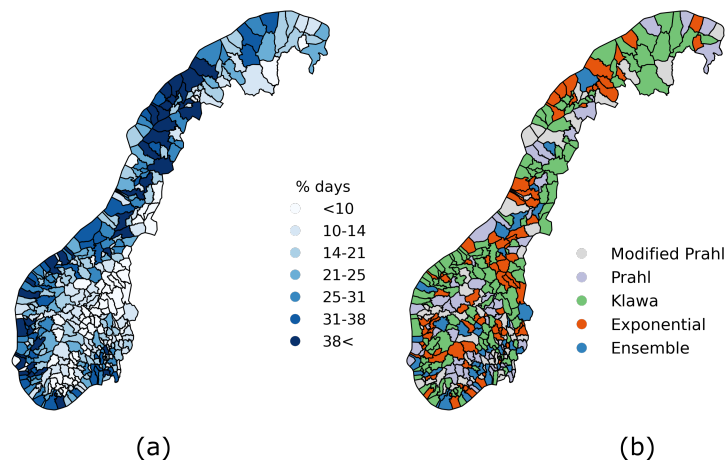 % days
<10
10-14
14-21
21-25
25-31
31-38
38<
Modified Prahl
Prahl
Klawa
Exponential
Ensemble
(a)
(b)